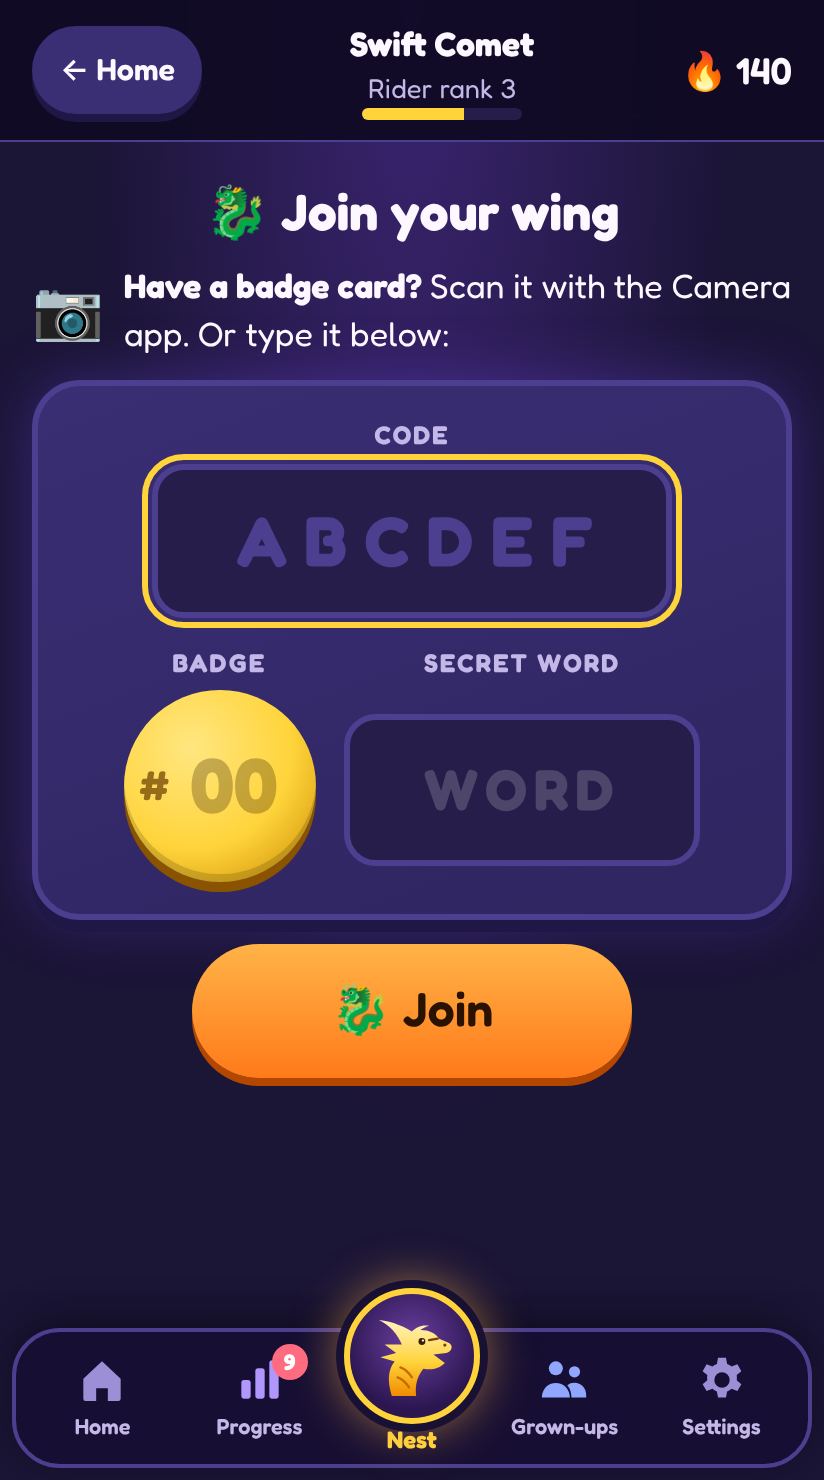 ← Home
Swift Comet
Rider rank 3
140
Join your wing
Have a badge card? Scan it with the Camera
app. Or type it below:
CODE
ABCDEF
BADGE
SECRET WORD
# 00
WORD
Join
Home
Progress
9
Nest
Grown-ups
Settings